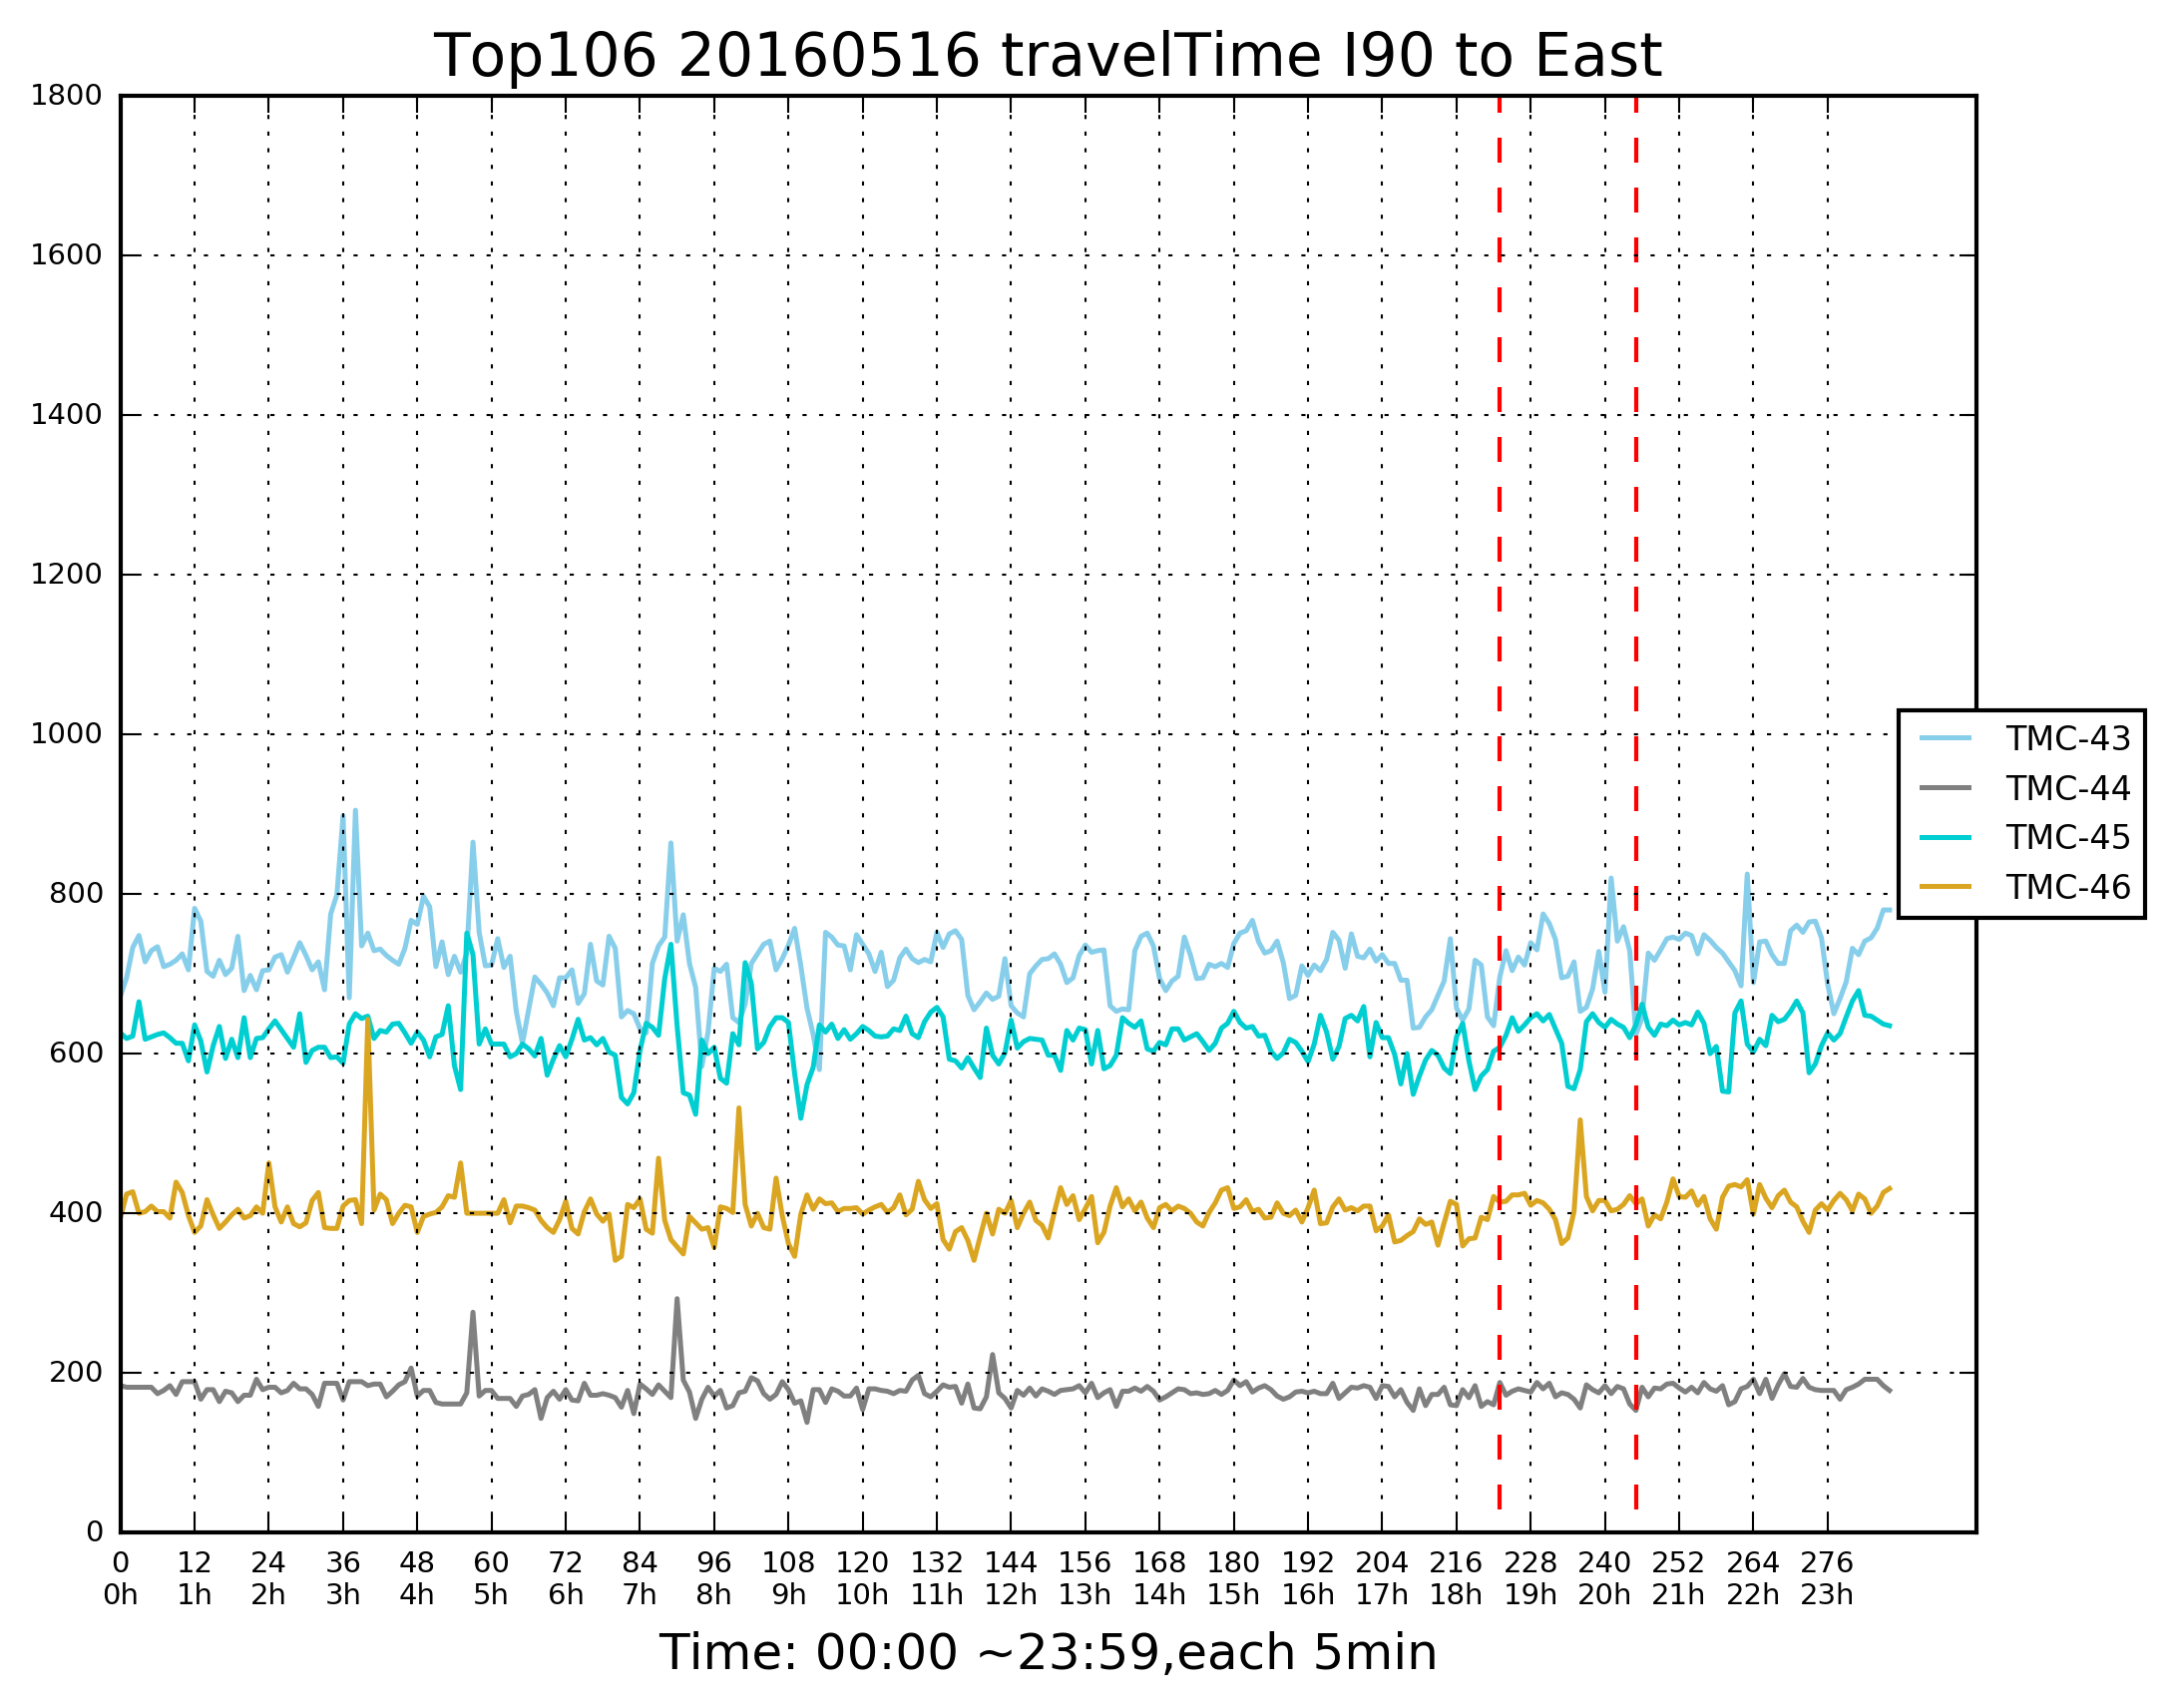 Top106 20160516 travelTime I90 to East
1800
1600
1400
1200
1000
800
600
400
200
0
TMC-43
TMC-44
TMC-45
TMC-46
0 12 24 36 48 60 72 84 96 108 120 132 144 156 168 180 192 204 216 228 240 252 264 276
0h 1h 2h 3h 4h 5h 6h 7h 8h 9h 10h 11h 12h 13h 14h 15h 16h 17h 18h 19h 20h 21h 22h 23h
Time: 00:00 ~23:59,each 5min